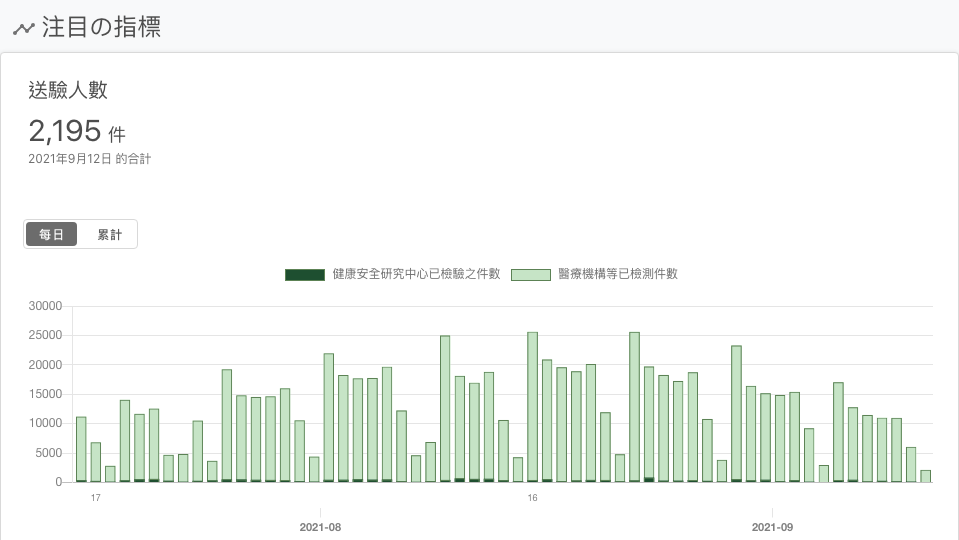 注目の指標
送驗人數
2,195 件
2021年9月12日 的合計
每日 累計
健康安全研究中心已檢驗之件數 醫療機構等已檢測件數
30000
25000
20000
15000
10000
5000
0
17 16
2021-08 2021-09